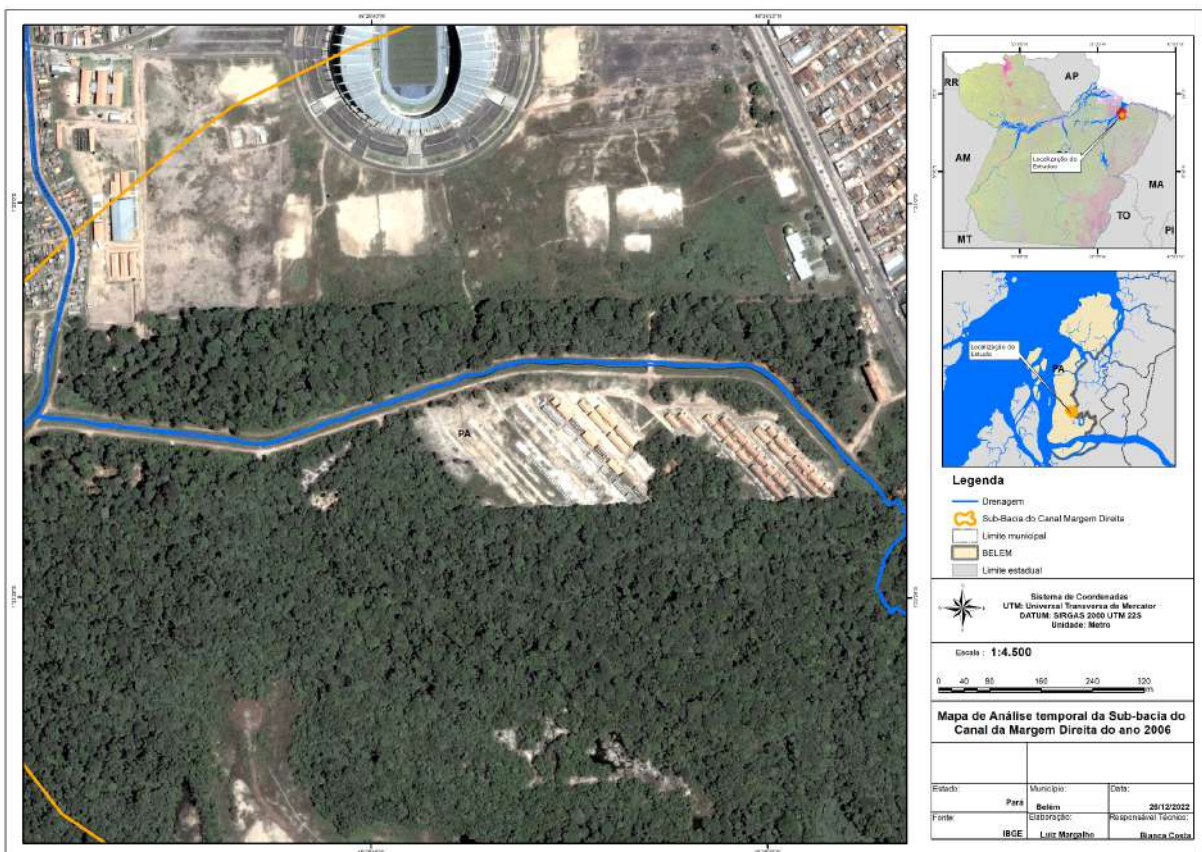 PA
RR
AP
AM
Localização do
Estudos
MA
TO
MT
PI
Localização do
Estudo
PA
Legenda
Drenagem
Sub-Bacia do Canal Margem Direita
Limite municipal
BELEM
Limite estadual
Sistema de Coordenadas
UTM: Universal Transversa de Mercator
DATUM: SIRGAS 2000 UTM 22S
Unidade: Metro
Escala : 1:4.500
0 40 80 160 240 320
m
Mapa de Análise temporal da Sub-bacia do
Canal da Margem Direita do ano 2006
Estado: Pará
Município: Belém
Data: 26/12/2022
Fonte: IBGE
Elaboração: Luiz Margalho
Responsável Técnico: Bianca Costa